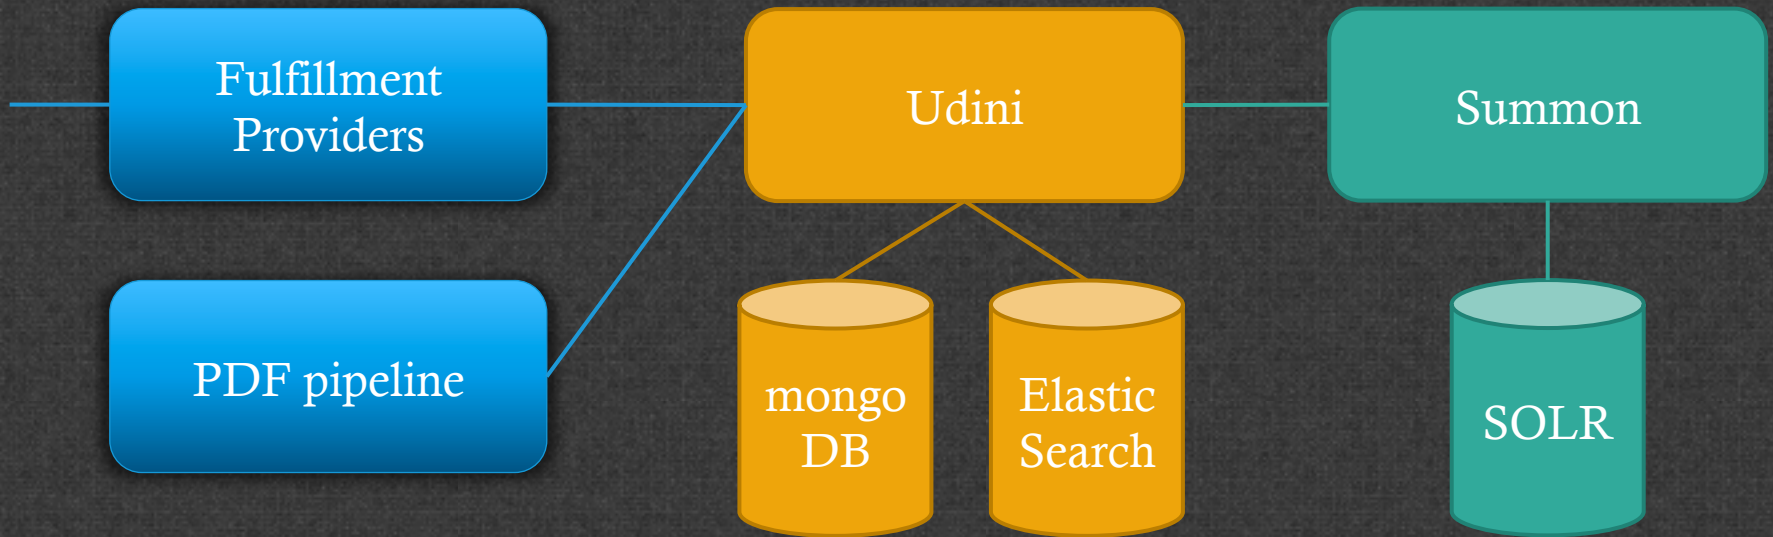 Fulfillment
Providers
Udini
Summon
PDF pipeline
mongo
DB
Elastic
Search
SOLR